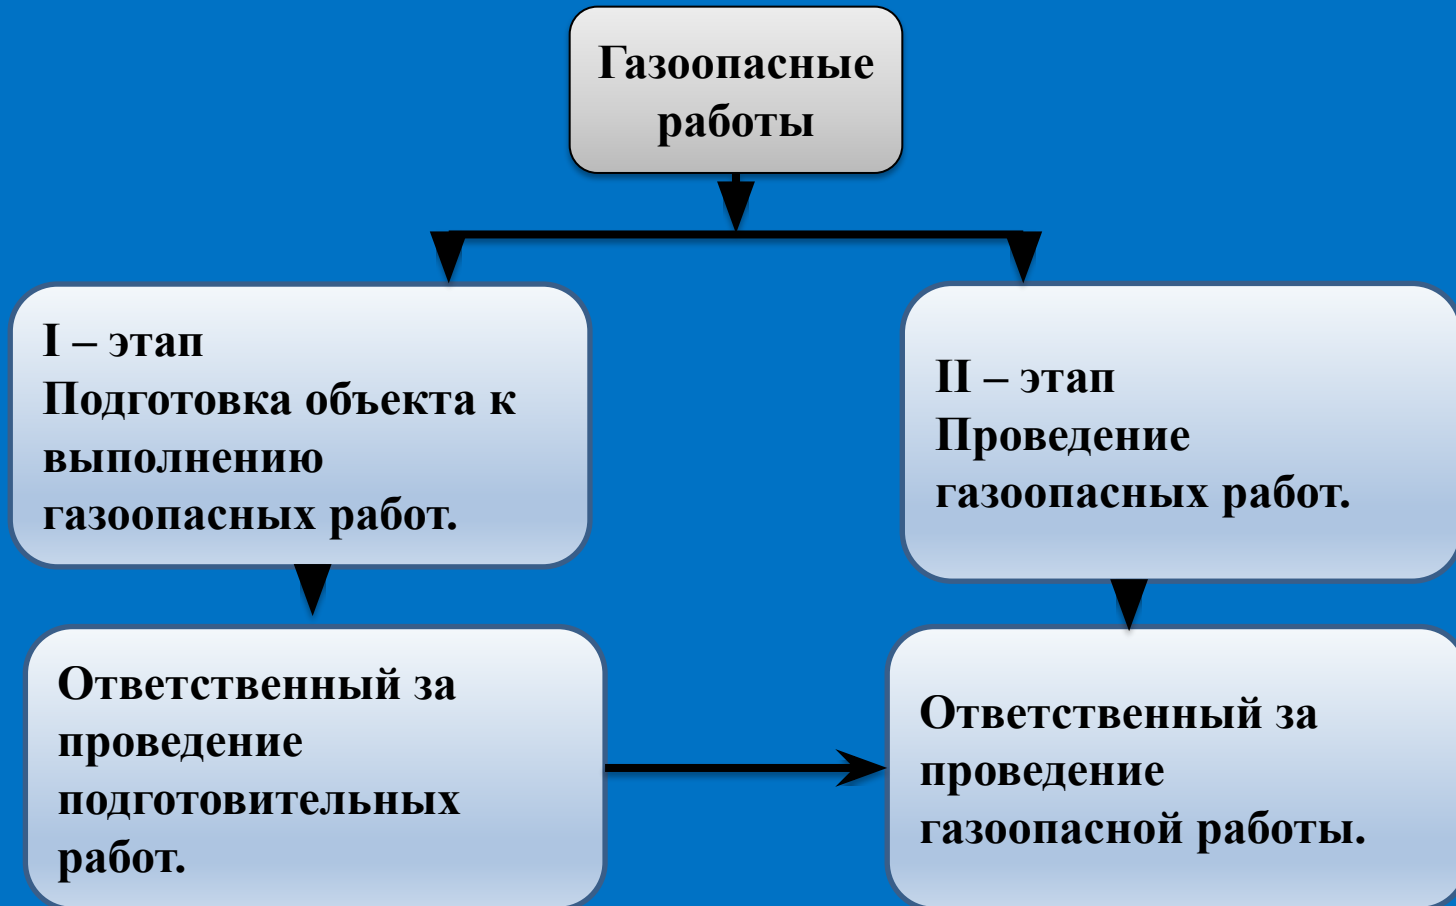 Газоопасные
работы
I – этап
Подготовка объекта к
выполнению
газоопасных работ.
II – этап
Проведение
газоопасных работ.
Ответственный за
проведение
подготовительных
работ.
Ответственный за
проведение
газоопасной работы.